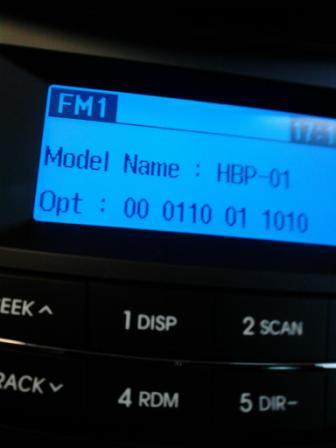 FM1
Model Name : HBP-01
Opt : 00 0110 01 1010
EEK ^
1 DISP
2 SCAN
RACK ˅
4 RDM
5 DIR-